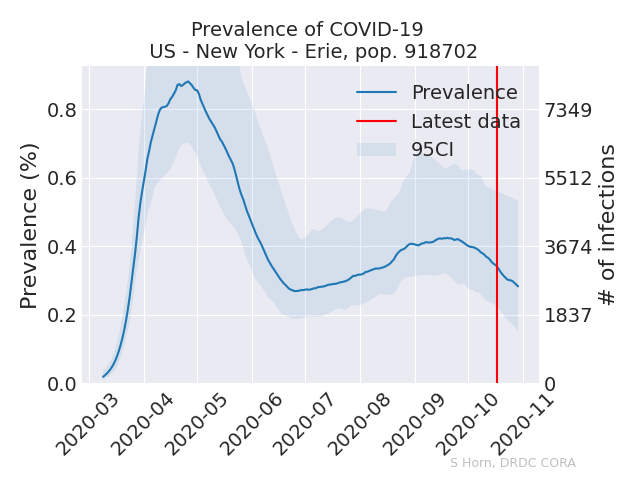 Prevalence of COVID-19
US - New York - Erie, pop. 918702
Prevalence
Latest data
95CI
Prevalence (%)
0.8
0.6
0.4
0.2
0.0
7349
5512
3674
1837
0
# of infections
2020-03
2020-04
2020-05
2020-06
2020-07
2020-08
2020-09
2020-10
2020-11
S Horn, DRDC CORA